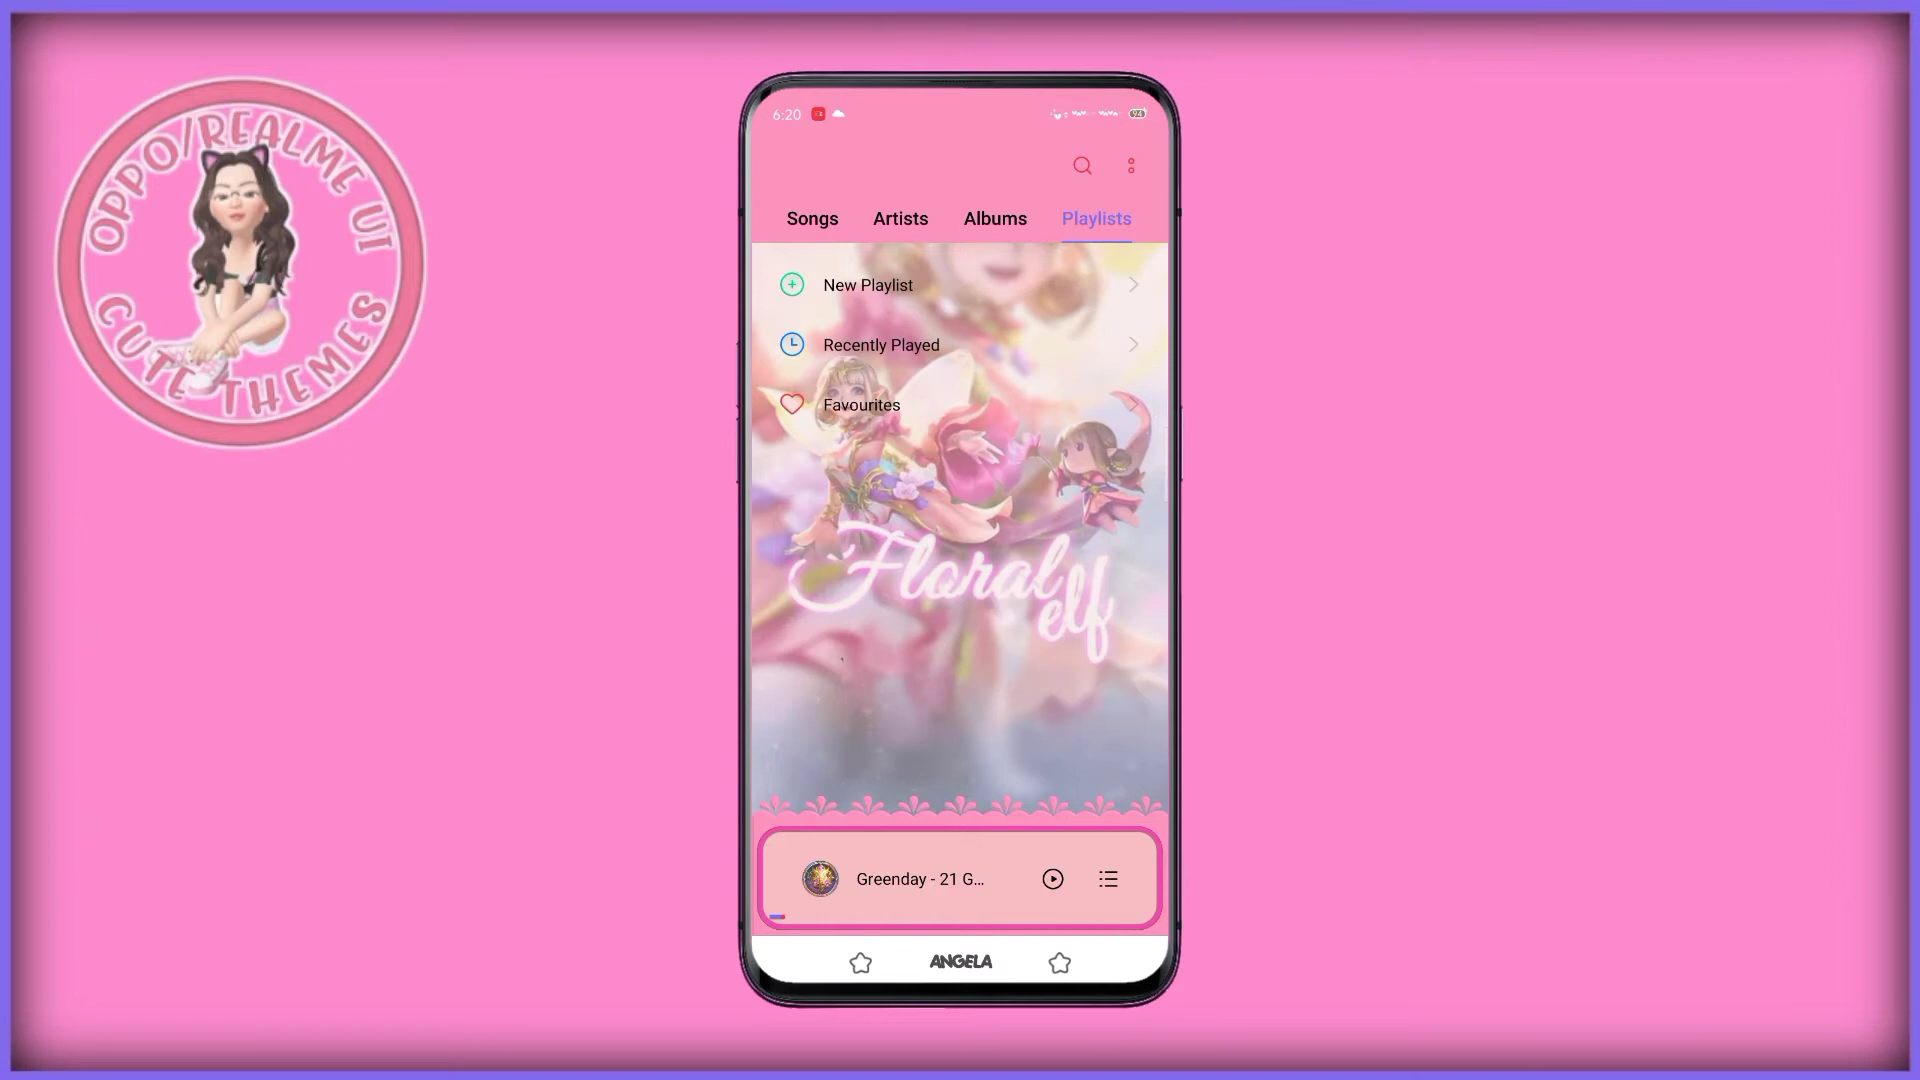 OPPO/REALME UI
CUTE THEMES
6:20
94
Songs Artists Albums Playlists
New Playlist
Recently Played
Favourites
Floral
elf
Greenday - 21 G...
ANGELA